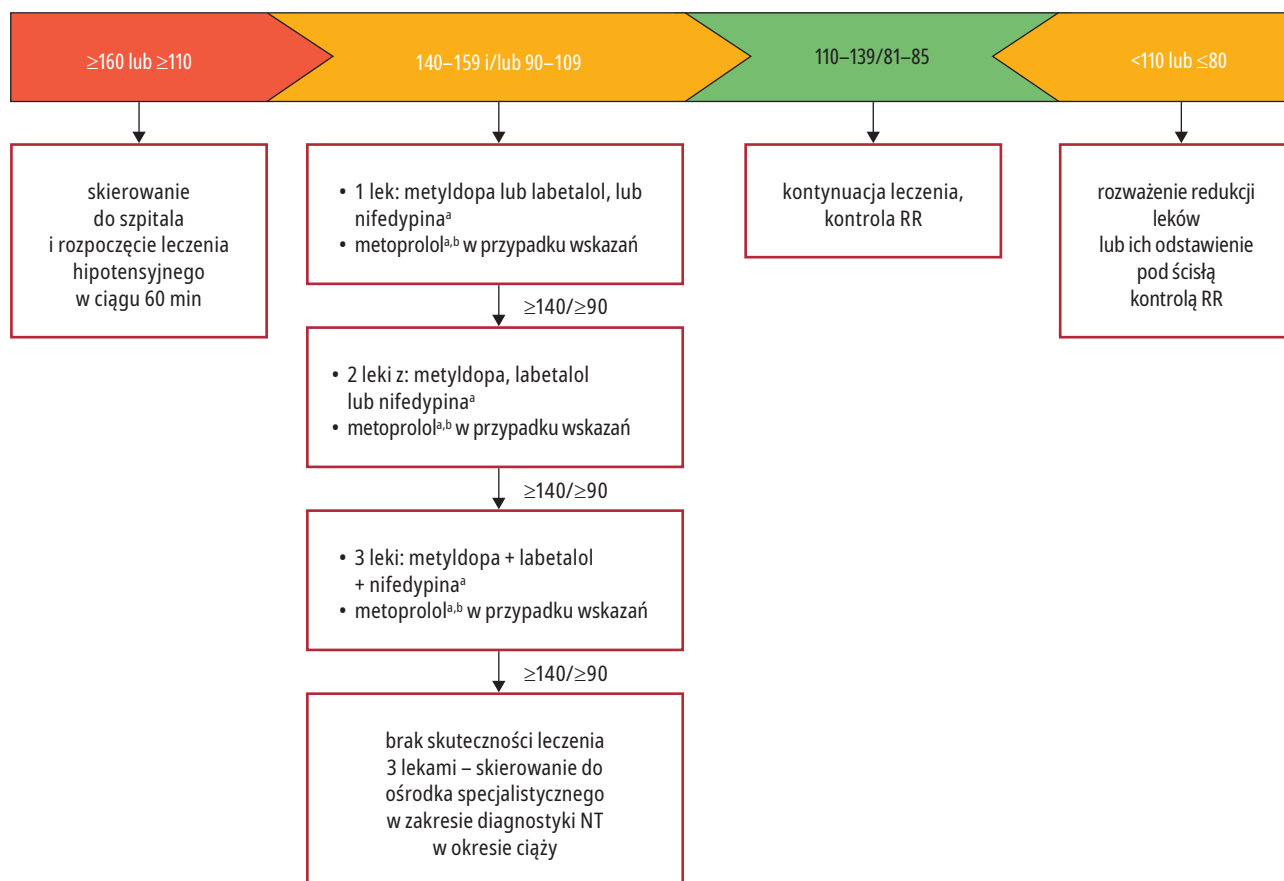 ≥160 lub ≥110
140–159 i/lub 90–109
110–139/81–85
<110 lub ≤80
skierowanie
do szpitala
i rozpoczęcie leczenia
hipotensyjnego
w ciągu 60 min
• 1 lek: metyldopa lub labetalol, lub
nifedypinaᵃ
• metoprololᵃ,ᵇ w przypadku wskazań
≥140/≥90
• 2 leki z: metyldopa, labetalol
lub nifedypinaᵃ
• metoprololᵃ,ᵇ w przypadku wskazań
≥140/≥90
• 3 leki: metyldopa + labetalol
+ nifedypinaᵃ
• metoprololᵃ,ᵇ w przypadku wskazań
≥140/≥90
brak skuteczności leczenia
3 lekami – skierowanie do
ośrodka specjalistycznego
w zakresie diagnostyki NT
w okresie ciąży
kontynuacja leczenia,
kontrola RR
rozważenie redukcji
leków
lub ich odstawienie
pod ścisłą
kontrolą RR